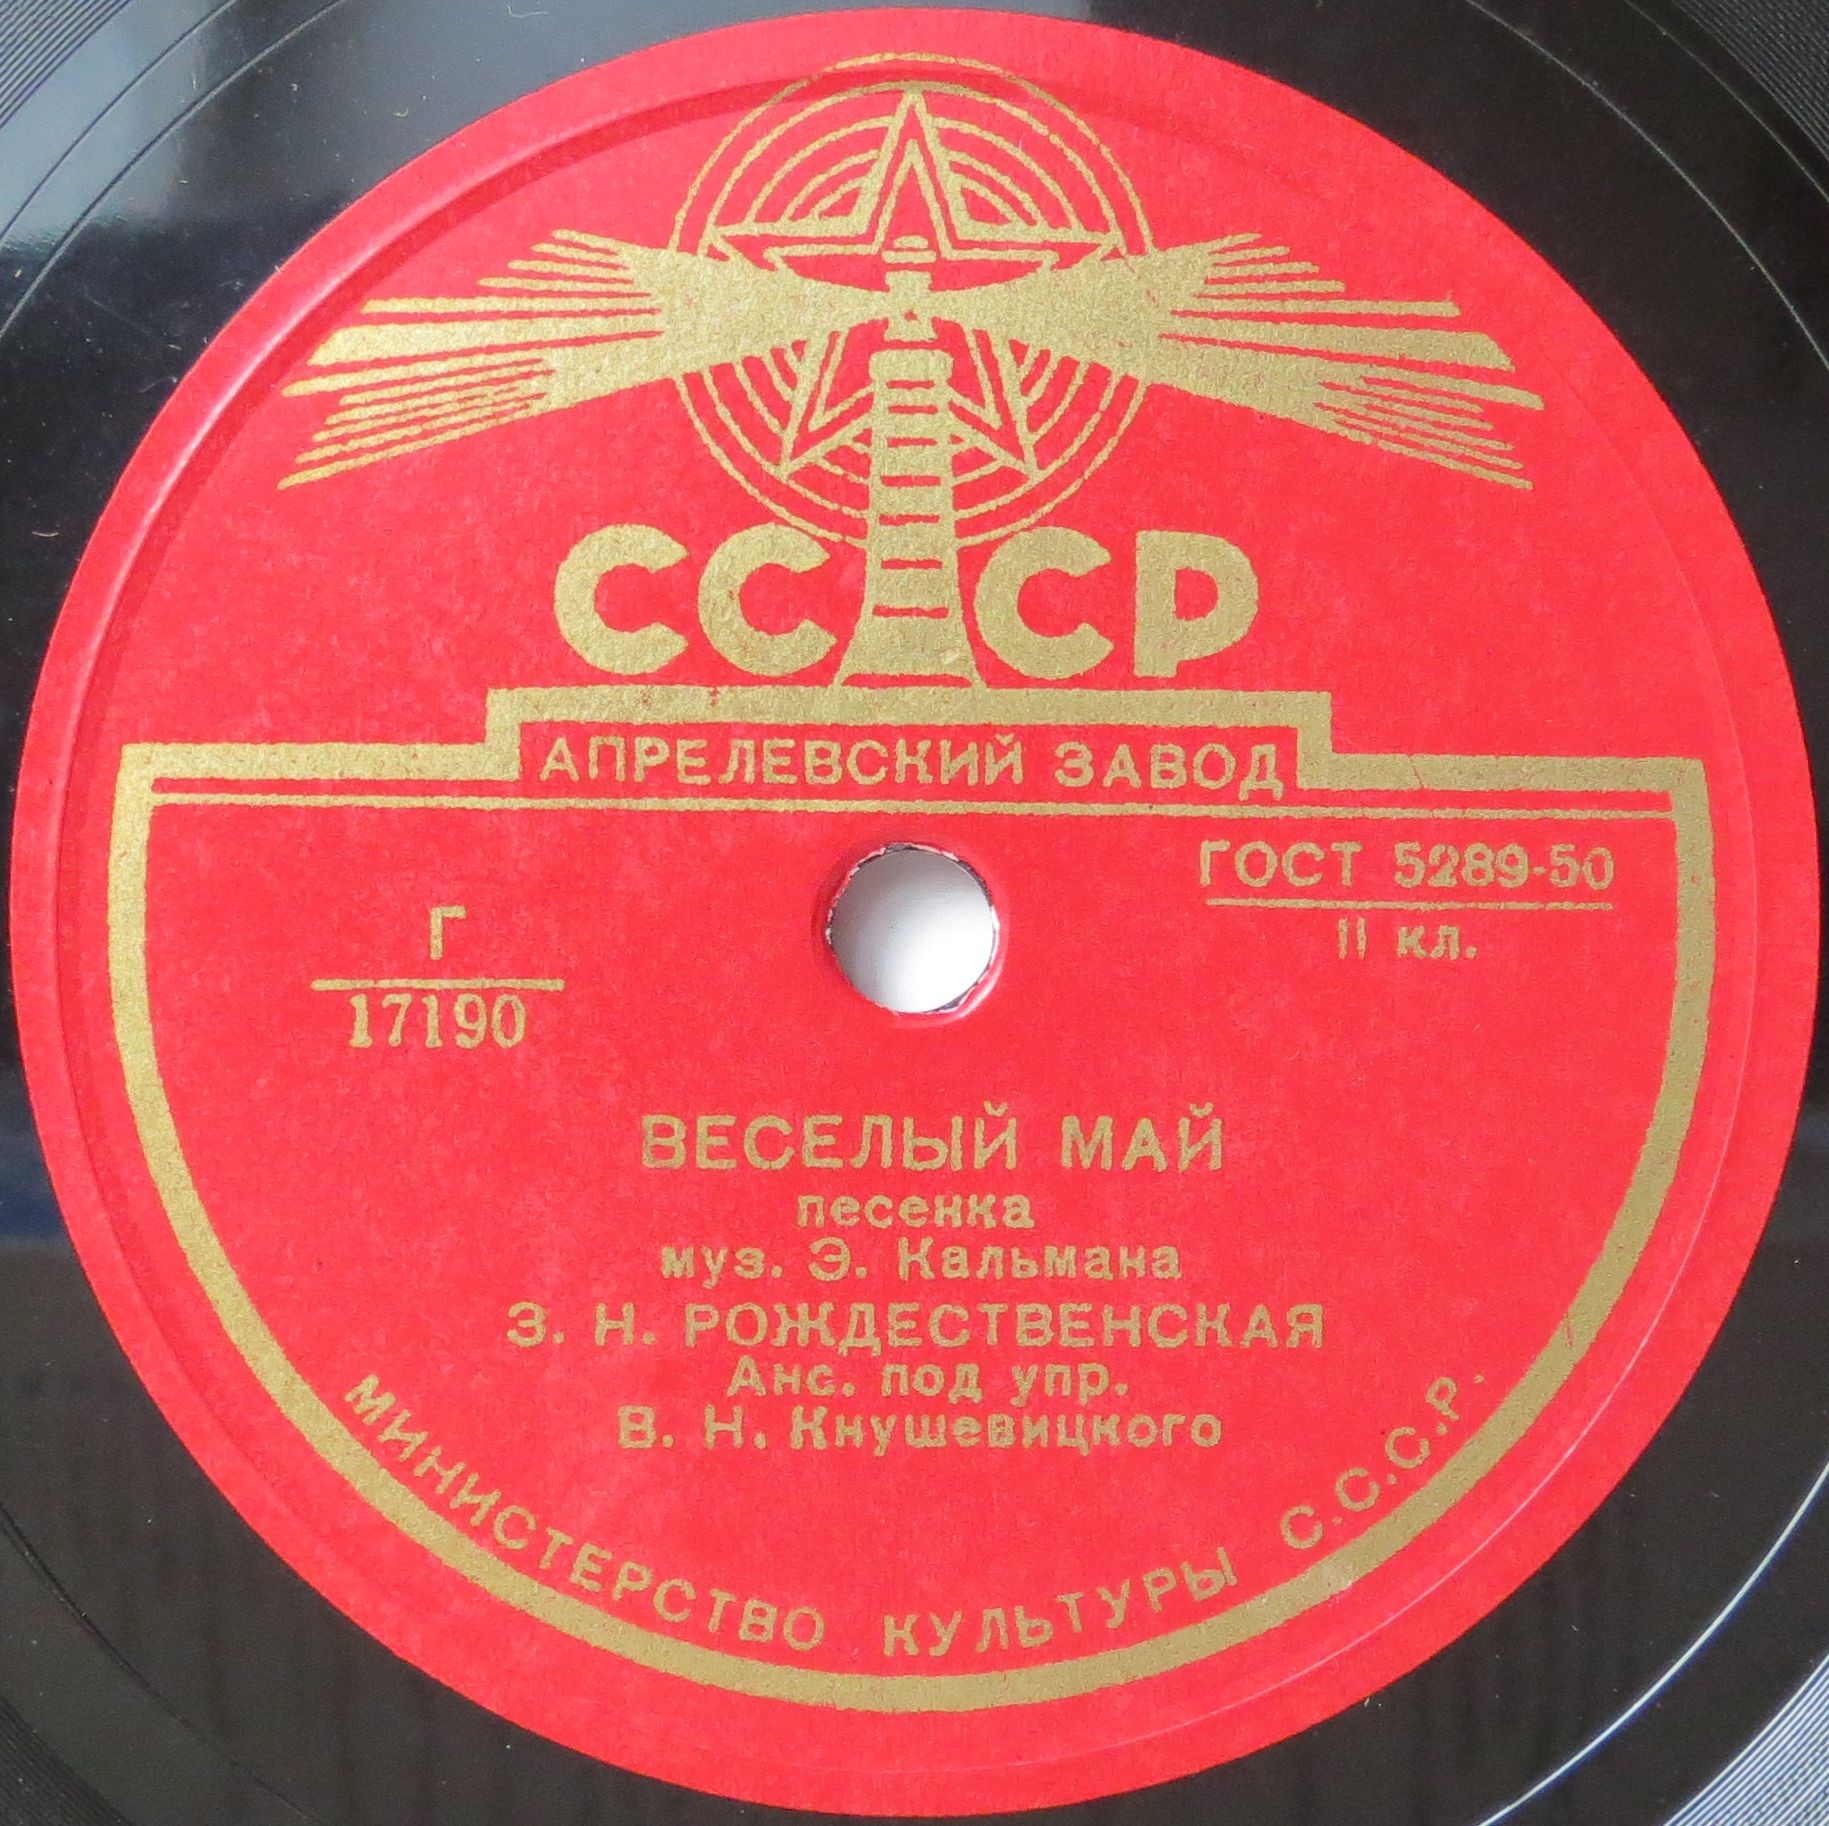 СССР
АПРЕЛЕВСКИЙ ЗАВОД
ГОСТ 5289-50
II кл.
Г
17190
ВЕСЕЛЫЙ МАЙ
песенка
муз. Э. Кальмана
З. Н. РОЖДЕСТВЕНСКАЯ
Анс. под упр.
В. Н. Кнушевицкого
МИНИСТЕРСТВО КУЛЬТУРЫ С.С.С.Р.